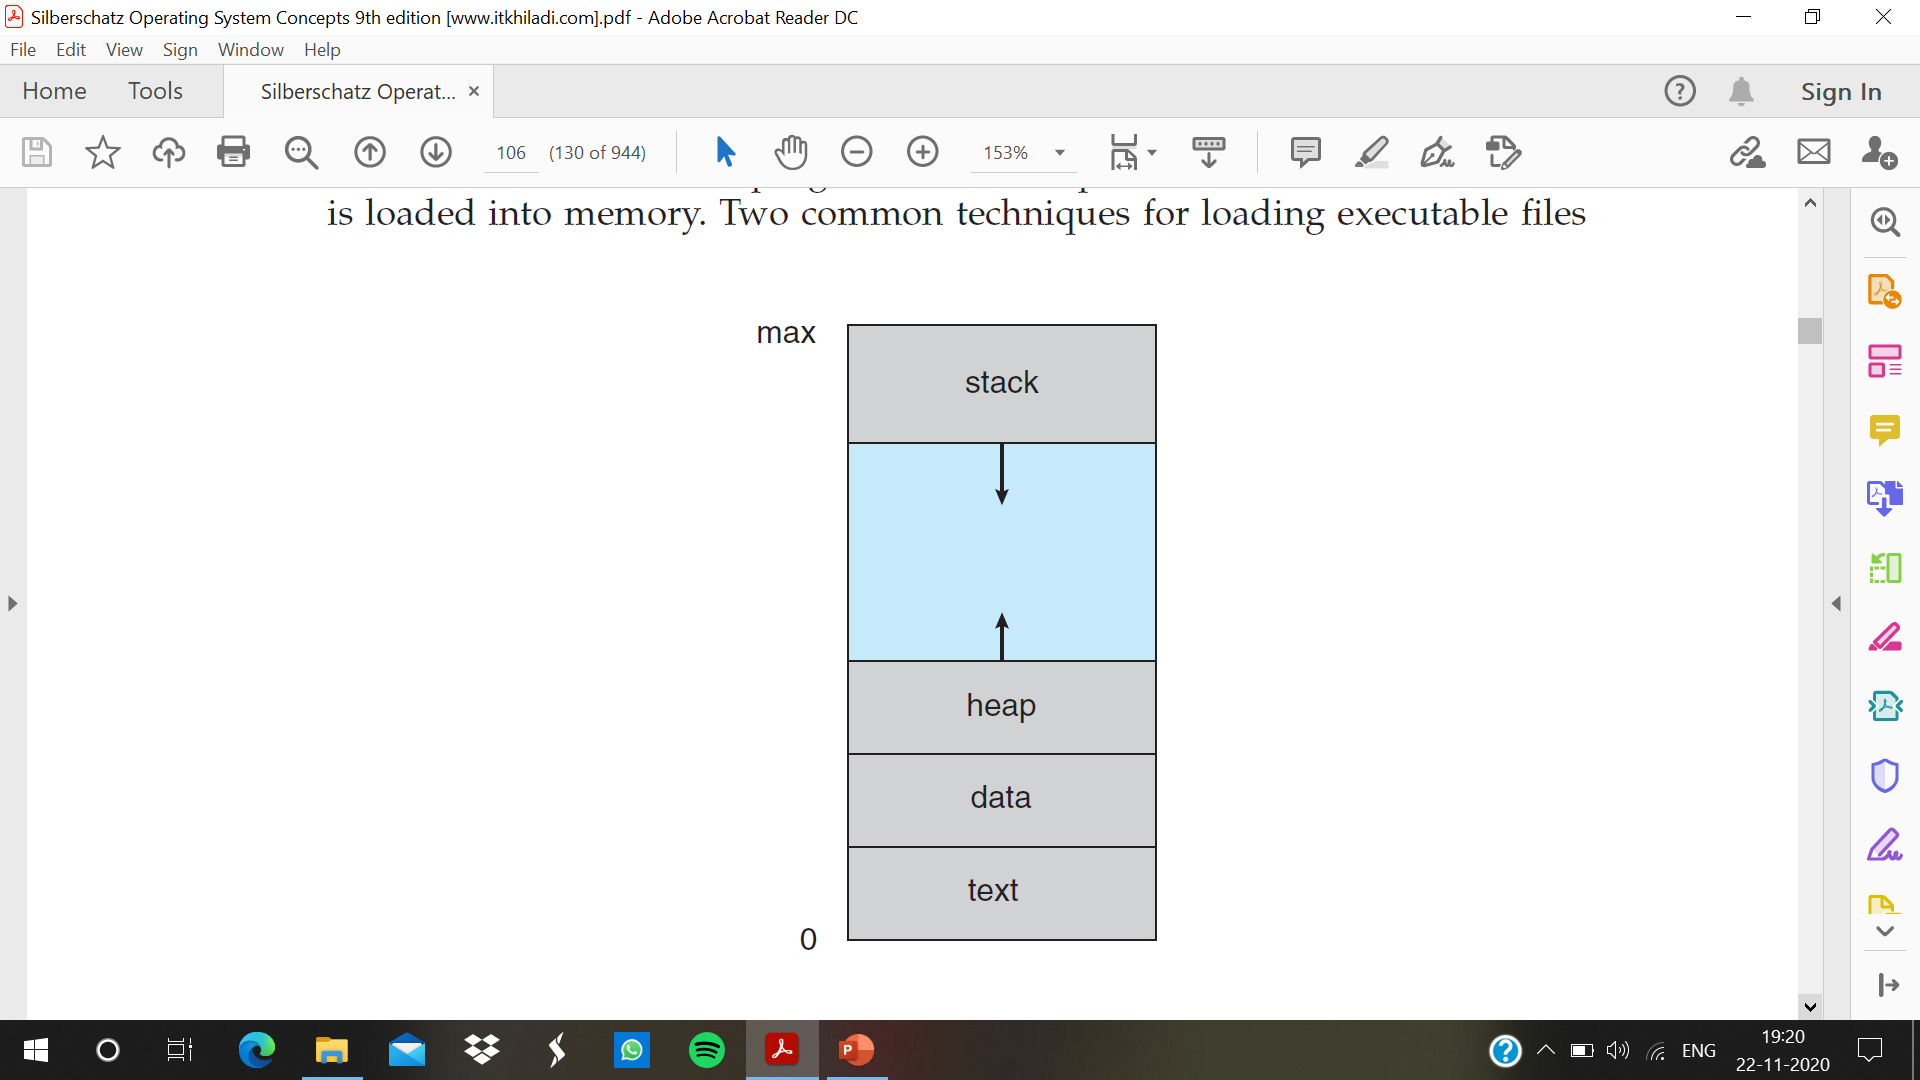 Silberschatz Operating System Concepts 9th edition [www.itkhiladi.com].pdf - Adobe Acrobat Reader DC
File Edit View Sign Window Help
Home Tools Silberschatz Operat... × Sign In
106 (130 of 944) 153%
is loaded into memory. Two common techniques for loading executable files
max
stack
heap
data
text
0
ENG
19:20
22-11-2020